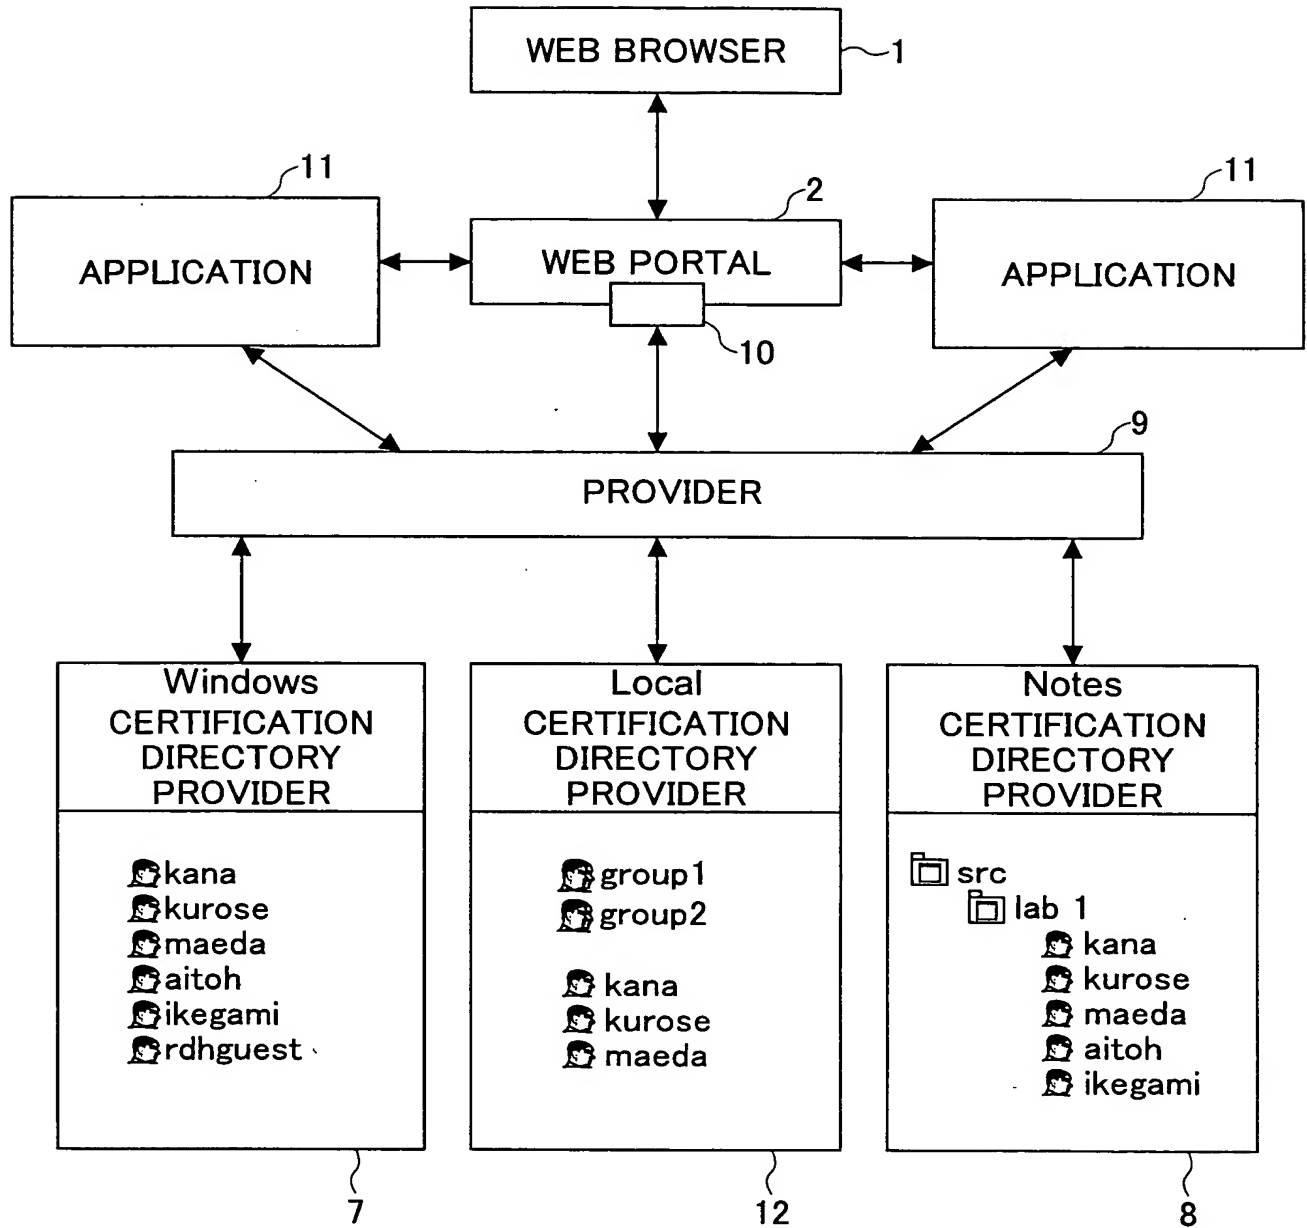 WEB BROWSER
1
11
2
11
APPLICATION
WEB PORTAL
APPLICATION
10
9
PROVIDER
Windows
CERTIFICATION
DIRECTORY
PROVIDER
kana
kurose
maeda
aitoh
ikegami
rdhguest
7
Local
CERTIFICATION
DIRECTORY
PROVIDER
group1
group2
kana
kurose
maeda
12
Notes
CERTIFICATION
DIRECTORY
PROVIDER
src
lab 1
kana
kurose
maeda
aitoh
ikegami
8